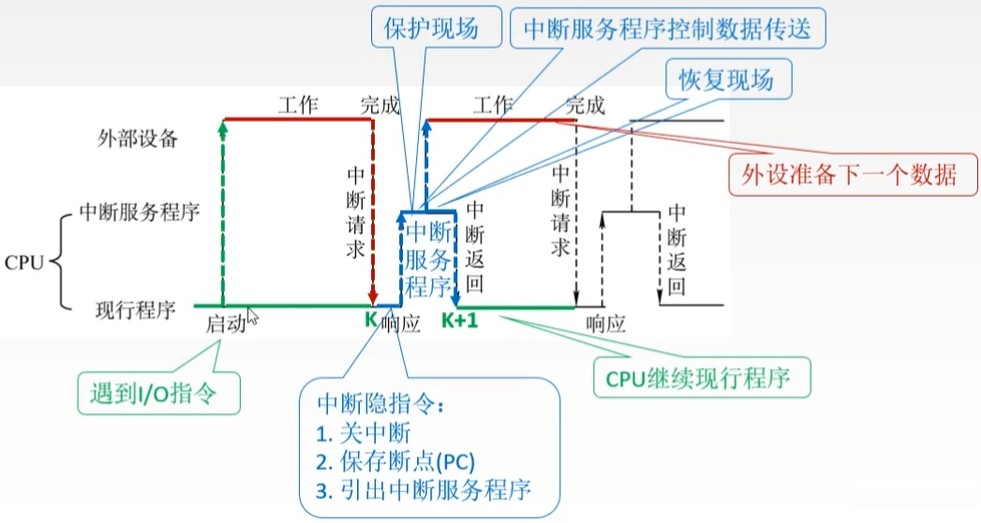 保护现场
中断服务程序控制数据传送
恢复现场
工作
完成
工作
完成
外部设备
外设准备下一个数据
中断请求
中断请求
中断服务程序
中断服务程序
中断返回
中断返回
CPU
现行程序
启动
K
响应
K+1
响应
遇到I/O指令
CPU继续现行程序
中断隐指令：
1. 关中断
2. 保存断点(PC)
3. 引出中断服务程序